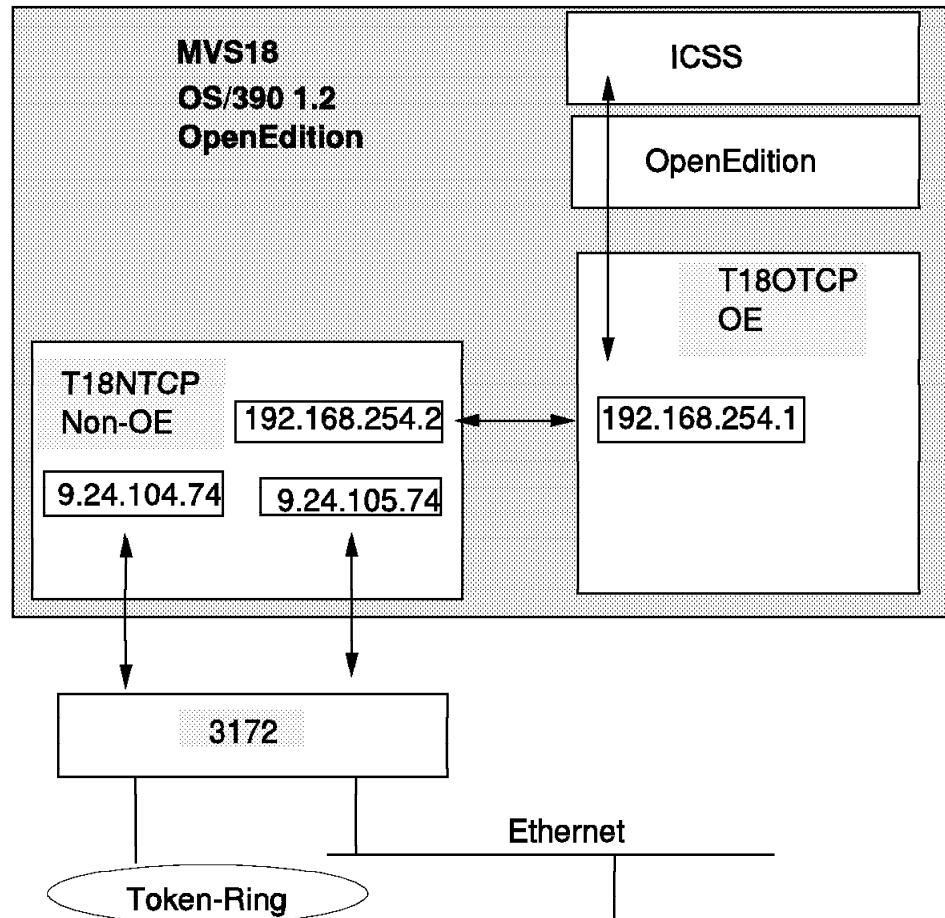 MVS18
OS/390 1.2
OpenEdition
ICSS
OpenEdition
T18OTCP
OE
T18NTCP
Non-OE
192.168.254.2
192.168.254.1
9.24.104.74
9.24.105.74
3172
Ethernet
Token-Ring